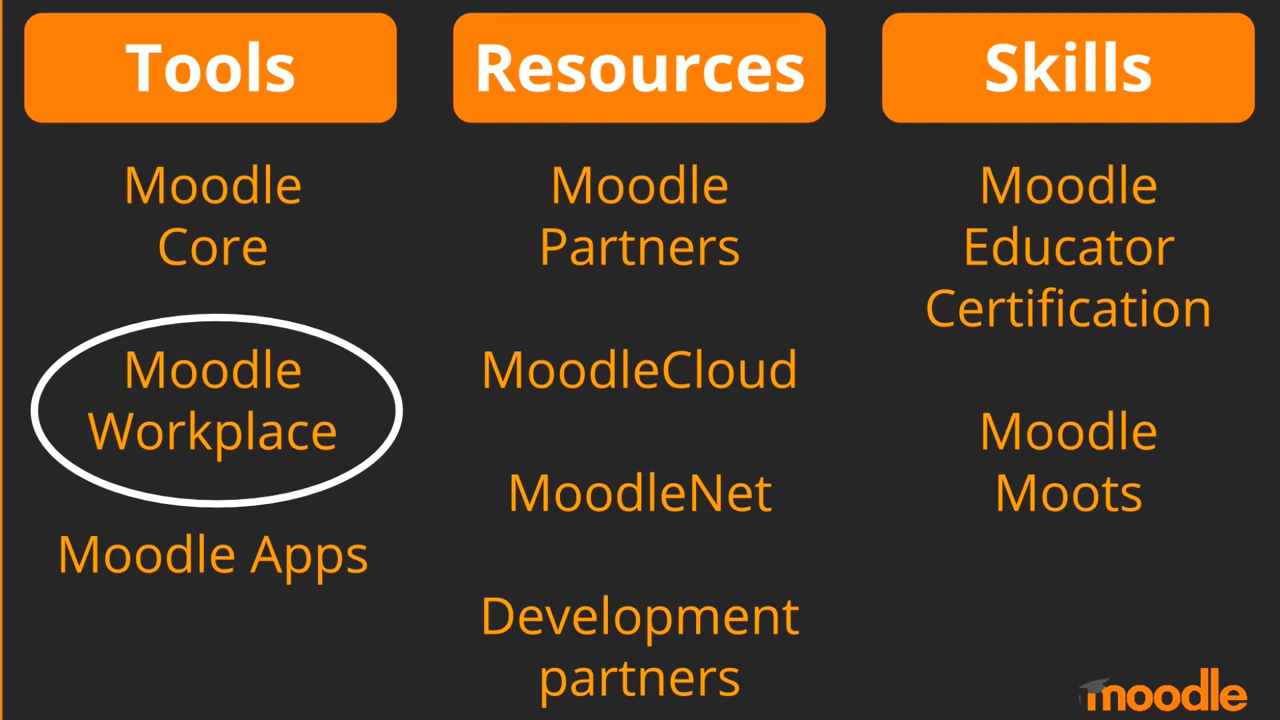 Tools
Moodle
Core
Moodle
Workplace
Moodle Apps
Resources
Moodle
Partners
MoodleCloud
MoodleNet
Development
partners
Skills
Moodle
Educator
Certification
Moodle
Moots
moodle